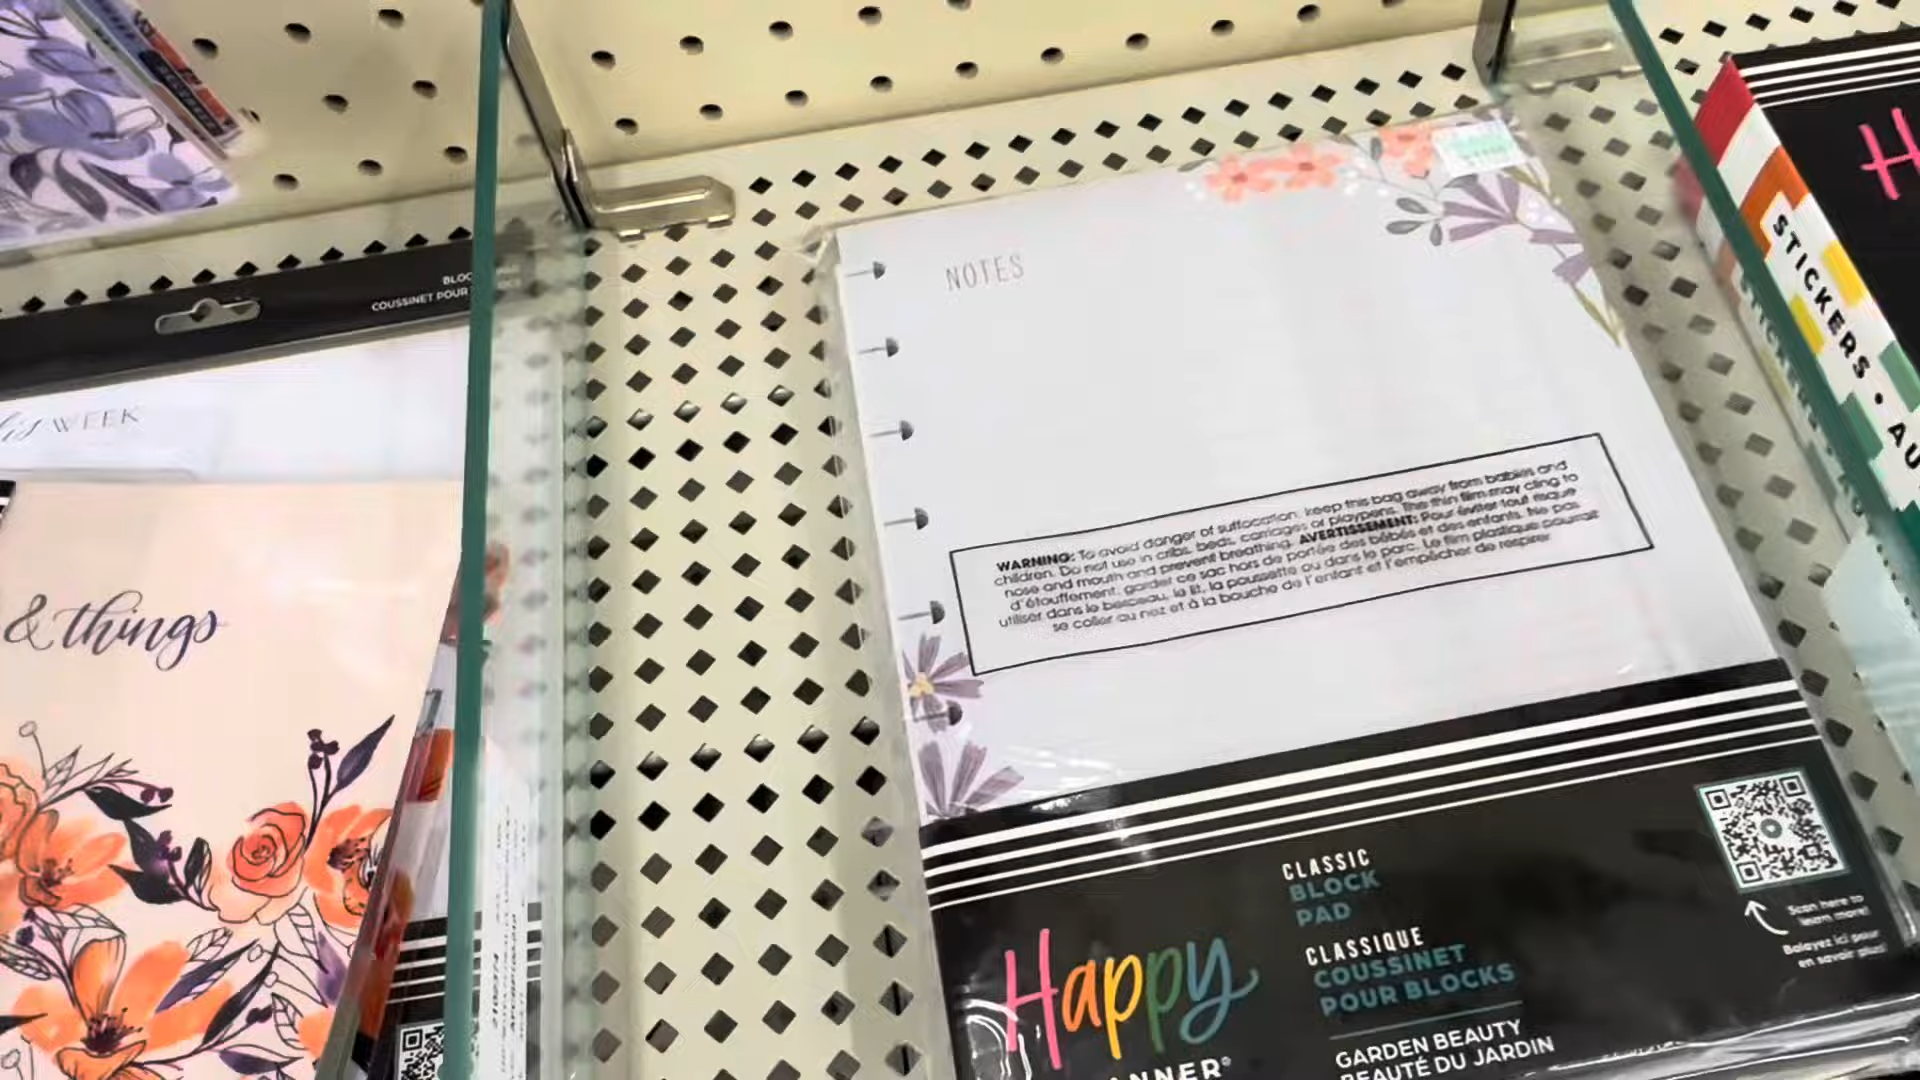 BLOC
COUSSINET POUR
WEEK
& things
NOTES
WARNING: To avoid danger of suffocation, keep this bag away from babies and
children. Do not use in cribs, beds, carriages or playpens. The thin film may cling to
nose and mouth and prevent breathing. AVERTISSEMENT: Pour éviter tout risque
d'étouffement, garder ce sac hors de portée des bébés et des enfants. Ne pas
utiliser dans le berceau, le lit, la poussette ou dans le parc. Le film plastique pourrait
se coller au nez et à la bouche de l'enfant et l'empêcher de respirer
CLASSIC
BLOCK
PAD
CLASSIQUE
COUSSINET
POUR BLOCKS
GARDEN BEAUTY
BEAUTÉ DU JARDIN
Happy
NNER®
Scan here to
learn more!
Balayez ici pour
en savoir plus!
H
STICKERS • AU